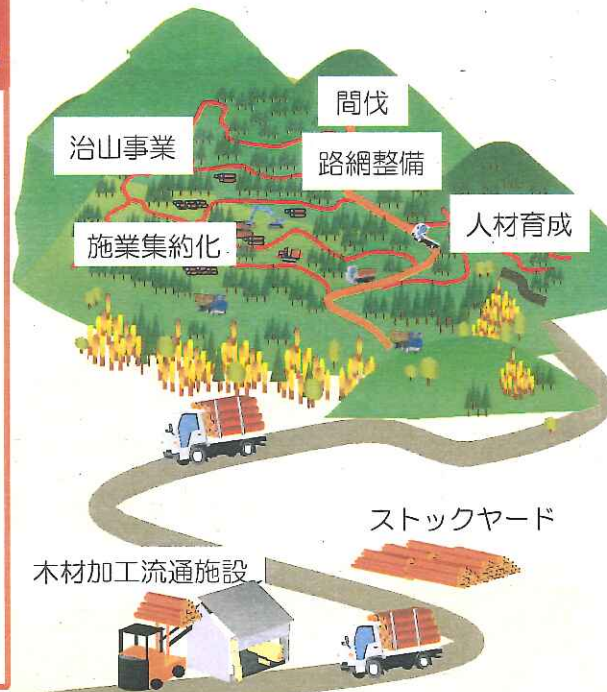 間伐
治山事業
路網整備
人材育成
施業集約化
ストックヤード
木材加工流通施設